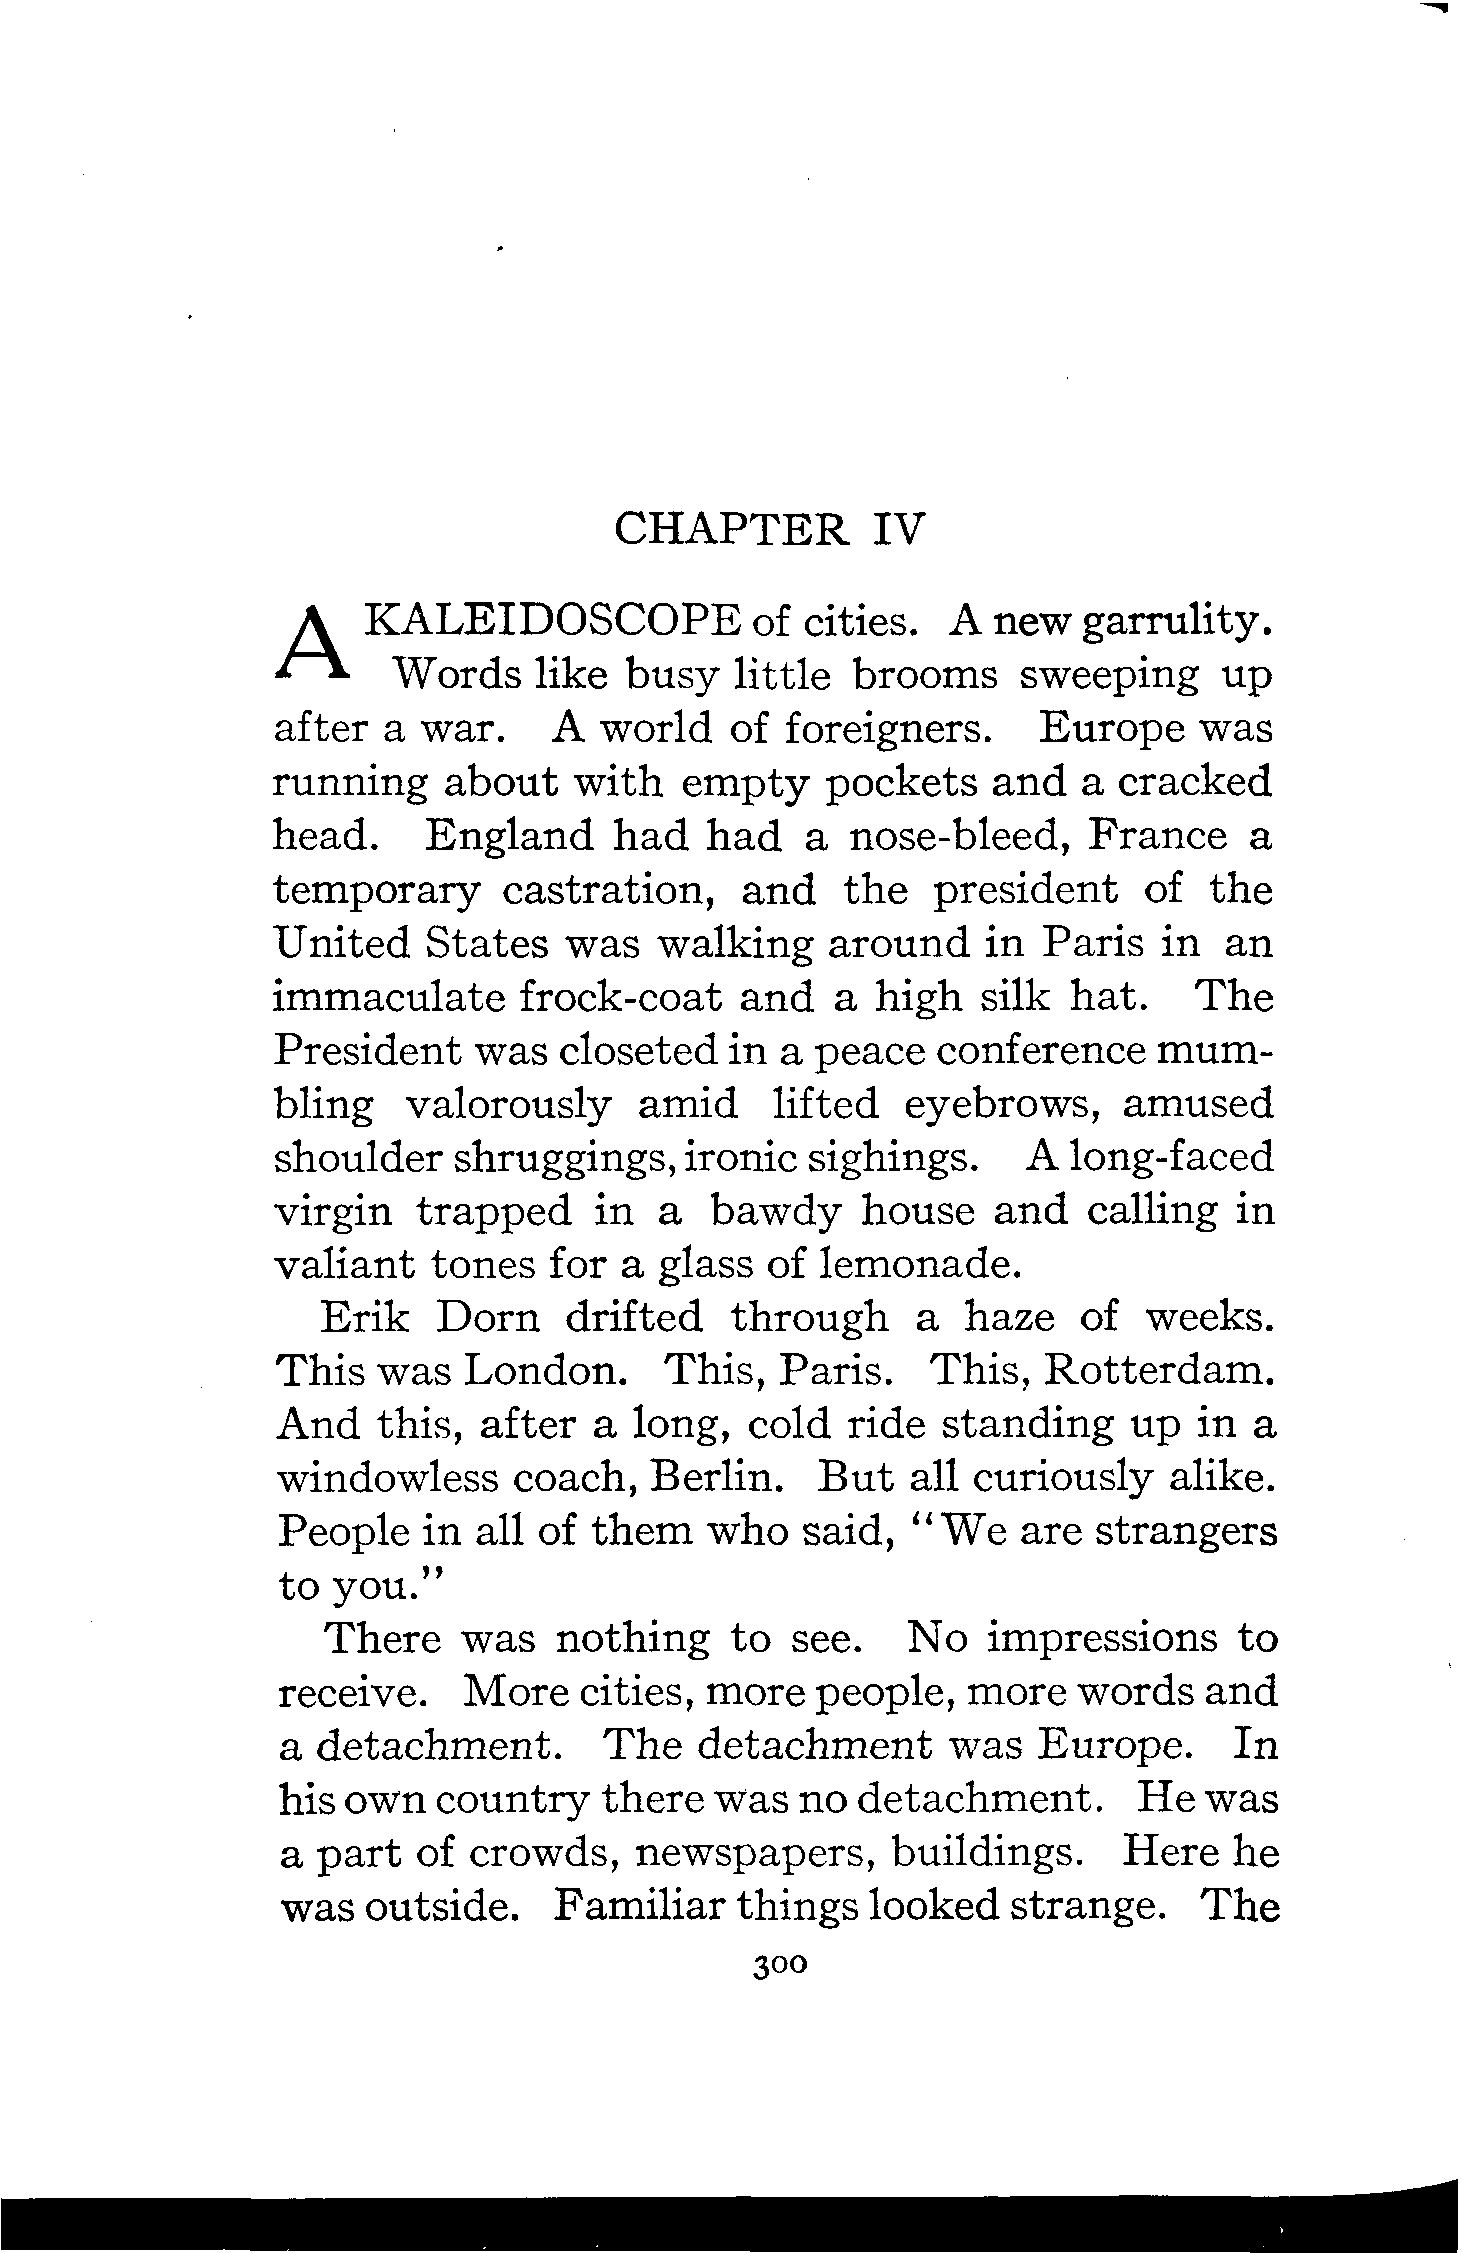 CHAPTER IV
A KALEIDOSCOPE of cities. A new garrulity.
Words like busy little brooms sweeping up
after a war. A world of foreigners. Europe was
running about with empty pockets and a cracked
head. England had had a nose-bleed, France a
temporary castration, and the president of the
United States was walking around in Paris in an
immaculate frock-coat and a high silk hat. The
President was closeted in a peace conference mum-
bling valorously amid lifted eyebrows, amused
shoulder shruggings, ironic sighings. A long-faced
virgin trapped in a bawdy house and calling in
valiant tones for a glass of lemonade.
Erik Dorn drifted through a haze of weeks.
This was London. This, Paris. This, Rotterdam.
And this, after a long, cold ride standing up in a
windowless coach, Berlin. But all curiously alike.
People in all of them who said, "We are strangers
to you."
There was nothing to see. No impressions to
receive. More cities, more people, more words and
a detachment. The detachment was Europe. In
his own country there was no detachment. He was
a part of crowds, newspapers, buildings. Here he
was outside. Familiar things looked strange. The
300